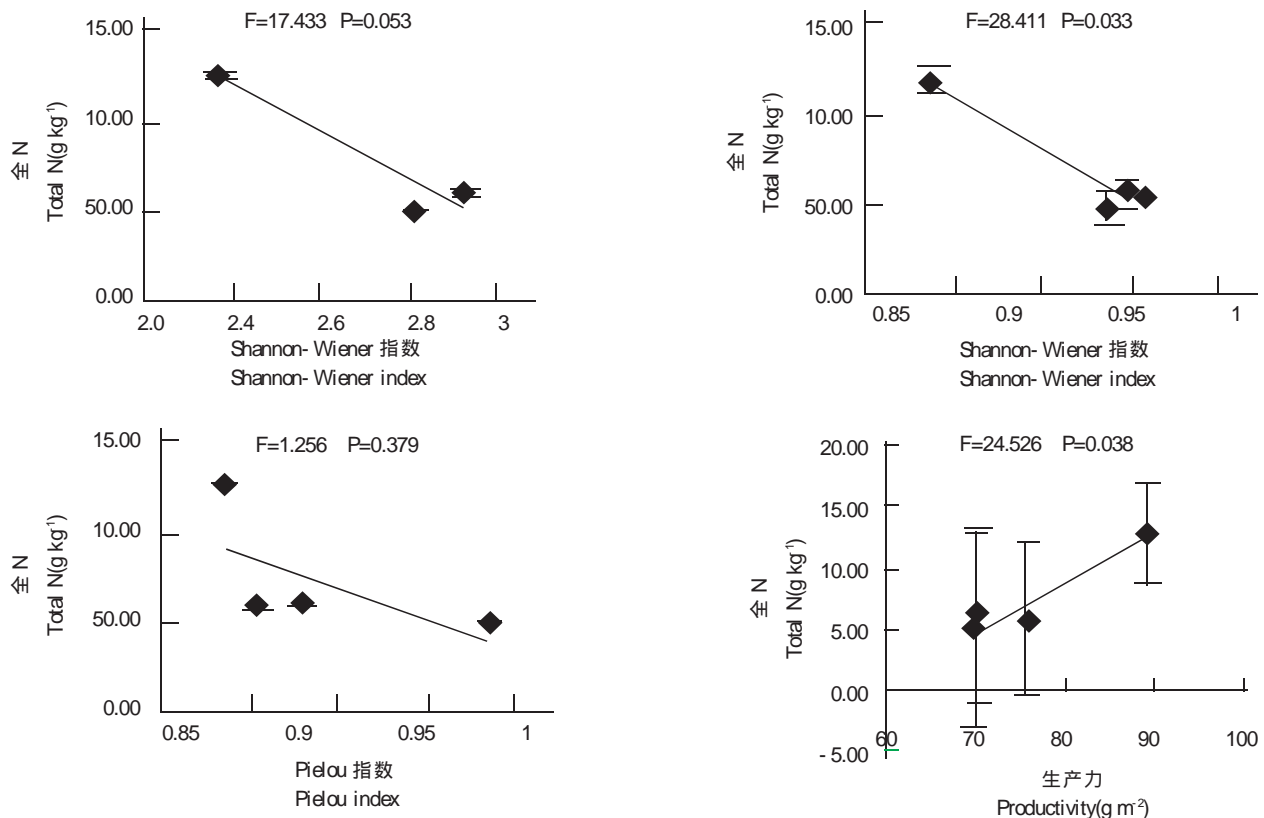 F=17.433 P=0.053
15.00
10.00
50.00
0.00
全 N
Total N(g kg-1)
2.0 2.4 2.6 2.8 3
Shannon- Wiener 指数
Shannon- Wiener index
F=28.411 P=0.033
15.00
10.00
50.00
0.00
全 N
Total N(g kg-1)
0.85 0.9 0.95 1
Shannon- Wiener 指数
Shannon- Wiener index
F=1.256 P=0.379
15.00
10.00
50.00
0.00
全 N
Total N(g kg-1)
0.85 0.9 0.95 1
Pielou 指数
Pielou index
F=24.526 P=0.038
20.00
15.00
10.00
5.00
0.00
- 5.00
全 N
Total N(g kg-1)
60 70 80 90 100
生产力
Productivity(g m-2)